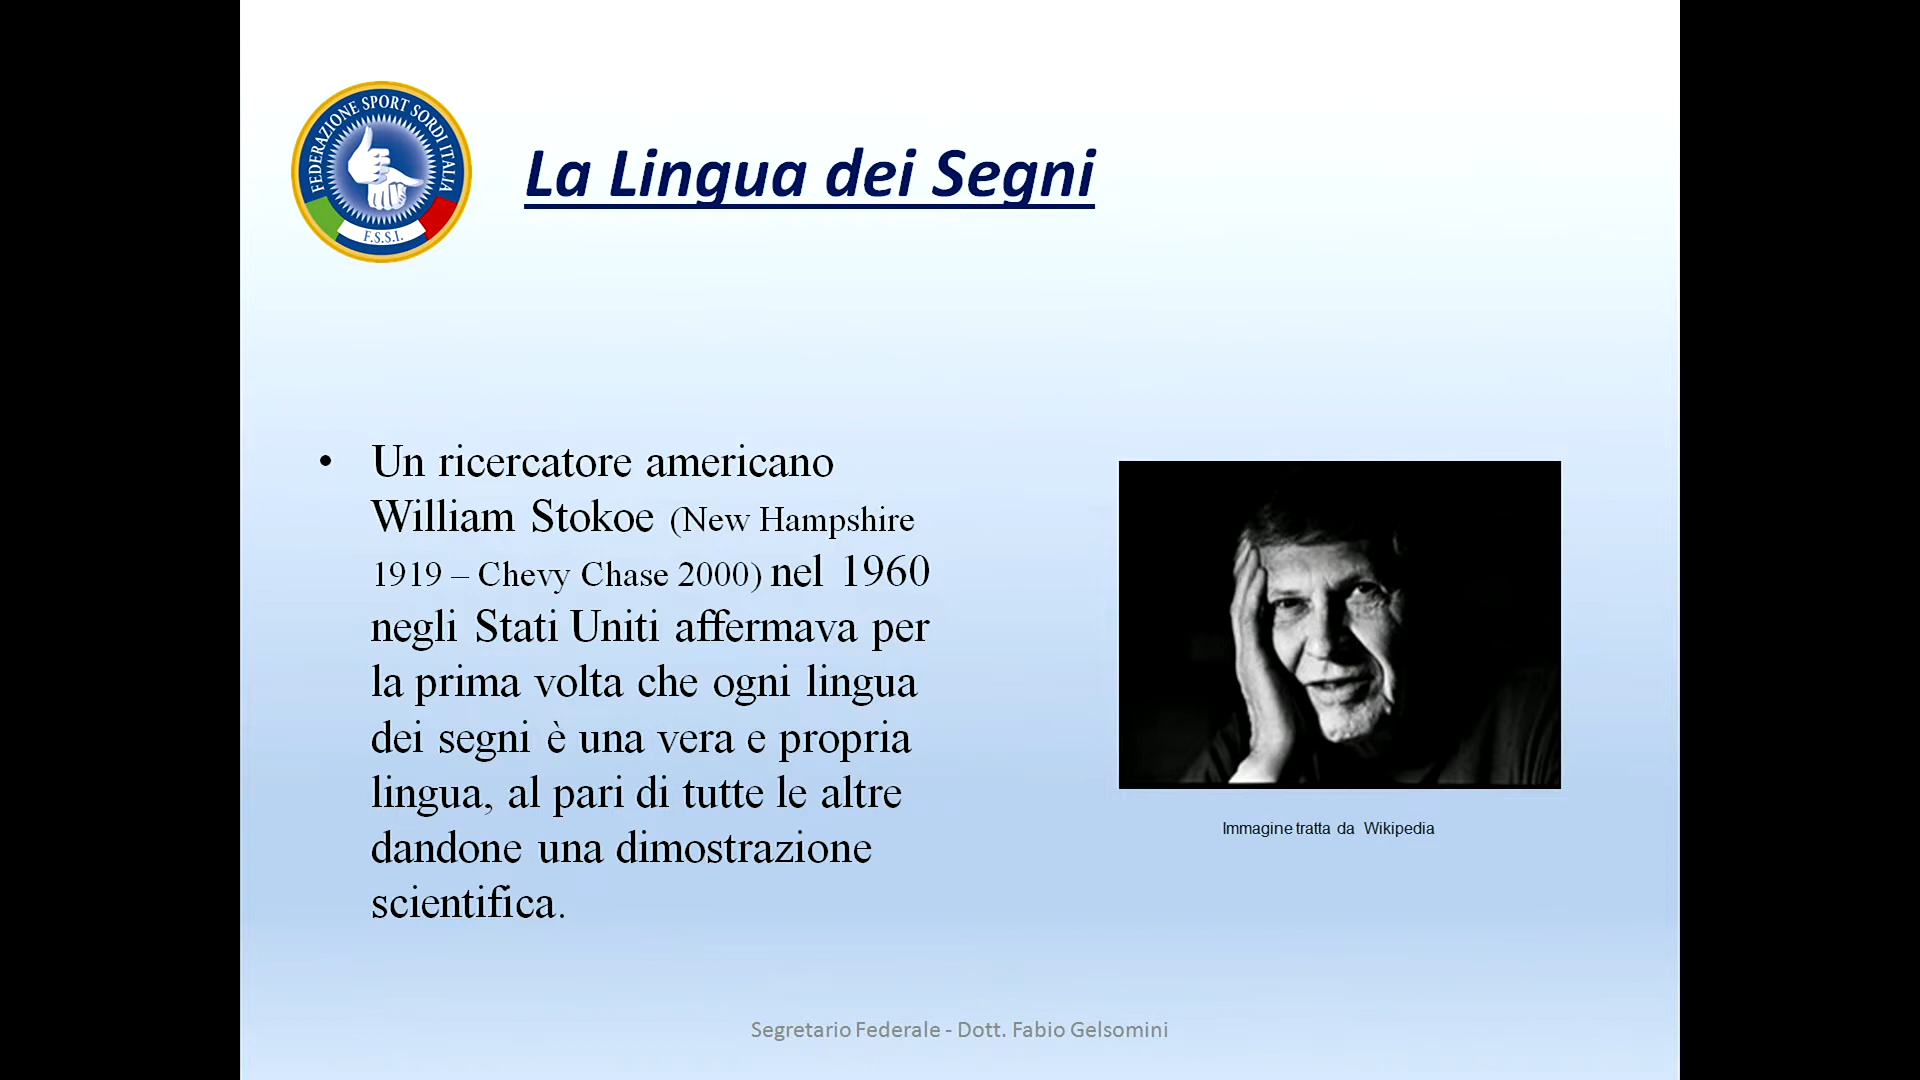 FEDERAZIONE SPORT SORDI ITALIA
F.S.S.I.
La Lingua dei Segni
• Un ricercatore americano
William Stokoe (New Hampshire
1919 – Chevy Chase 2000) nel 1960
negli Stati Uniti affermava per
la prima volta che ogni lingua
dei segni è una vera e propria
lingua, al pari di tutte le altre
dandone una dimostrazione
scientifica.
Immagine tratta da Wikipedia
Segretario Federale - Dott. Fabio Gelsomini